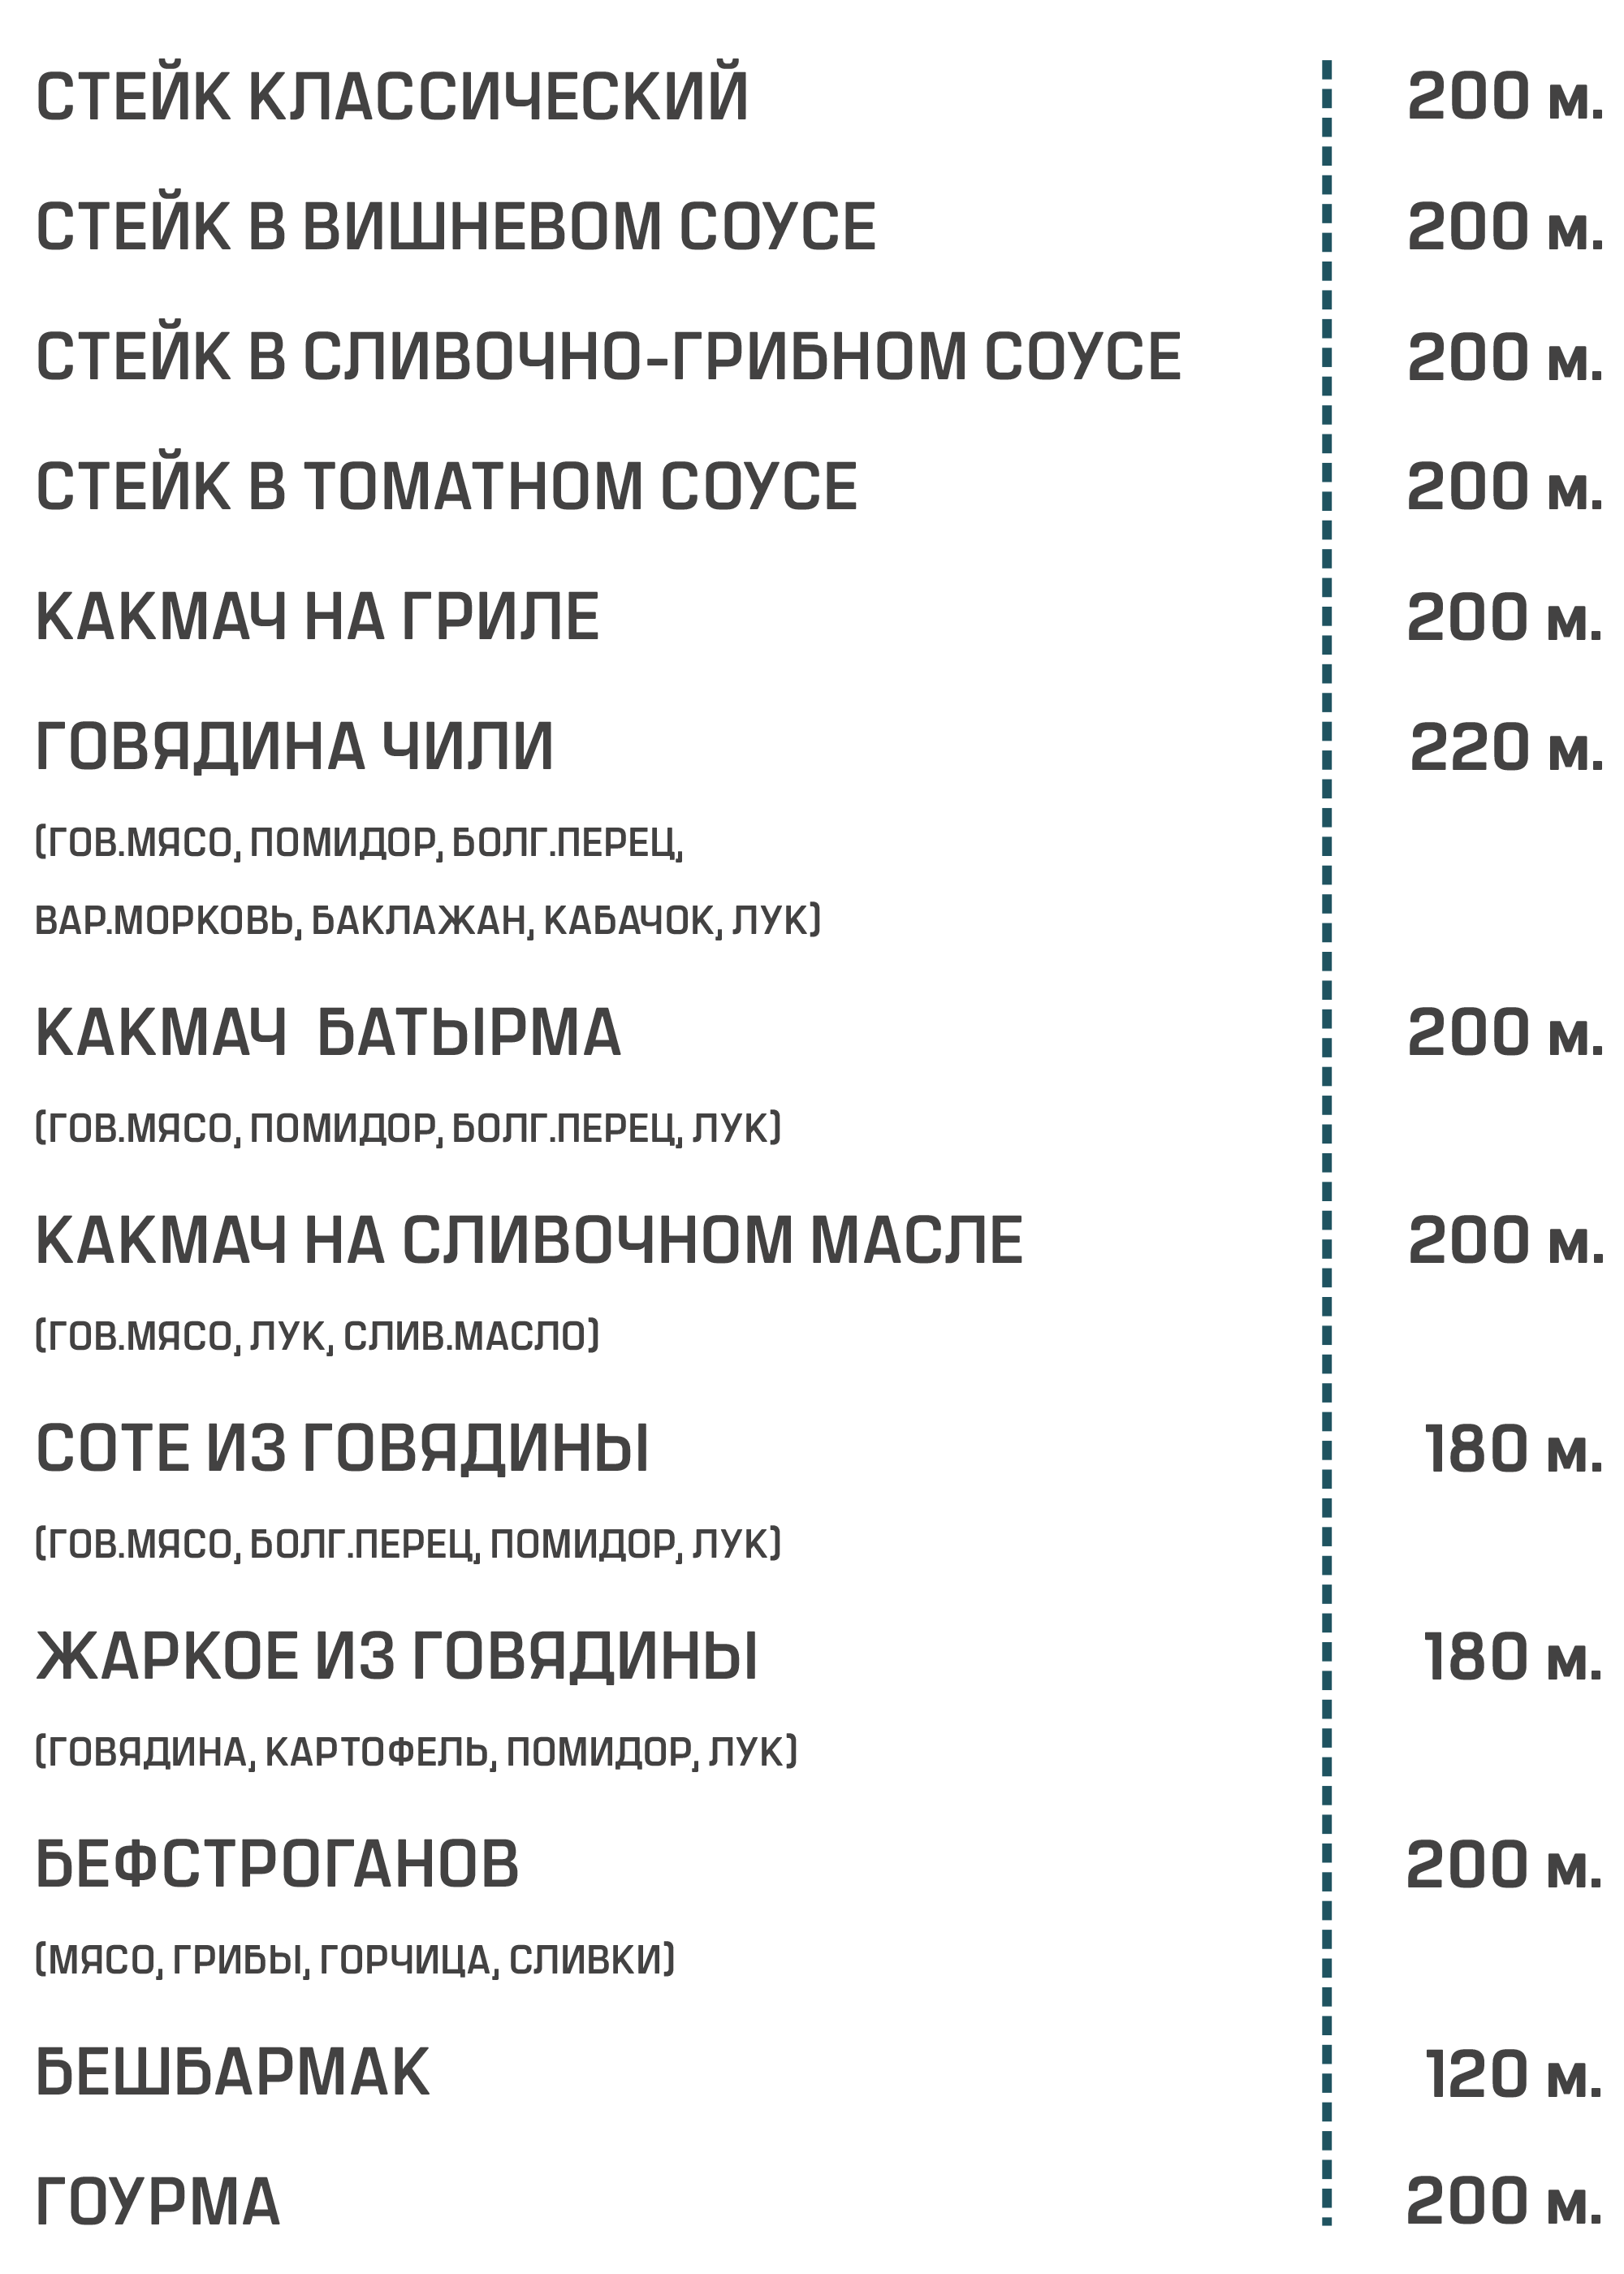 СТЕЙК КЛАССИЧЕСКИЙ 200 м.
СТЕЙК В ВИШНЕВОМ СОУСЕ 200 м.
СТЕЙК В СЛИВОЧНО-ГРИБНОМ СОУСЕ 200 м.
СТЕЙК В ТОМАТНОМ СОУСЕ 200 м.
КАКМАЧ НА ГРИЛЕ 200 м.
ГОВЯДИНА ЧИЛИ 220 м.
(ГОВ.МЯСО, ПОМИДОР, БОЛГ.ПЕРЕЦ,
ВАР.МОРКОВЬ, БАКЛАЖАН, КАБАЧОК, ЛУК)
КАКМАЧ  БАТЫРМА 200 м.
(ГОВ.МЯСО, ПОМИДОР, БОЛГ.ПЕРЕЦ, ЛУК)
КАКМАЧ НА СЛИВОЧНОМ МАСЛЕ 200 м.
(ГОВ.МЯСО, ЛУК, СЛИВ.МАСЛО)
СОТЕ ИЗ ГОВЯДИНЫ 180 м.
(ГОВ.МЯСО, БОЛГ.ПЕРЕЦ, ПОМИДОР, ЛУК)
ЖАРКОЕ ИЗ ГОВЯДИНЫ 180 м.
(ГОВЯДИНА, КАРТОФЕЛЬ, ПОМИДОР, ЛУК)
БЕФСТРОГАНОВ 200 м.
(МЯСО, ГРИБЫ, ГОРЧИЦА, СЛИВКИ)
БЕШБАРМАК 120 м.
ГОУРМА 200 м.